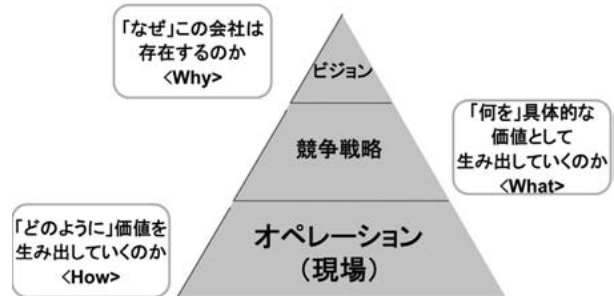 「なぜ」この会社は
存在するのか
<Why>
ビジョン
「何を」具体的な
価値として
生み出していくのか
<What>
競争戦略
「どのように」価値を
生み出していくのか
<How>
オペレーション
（現場）